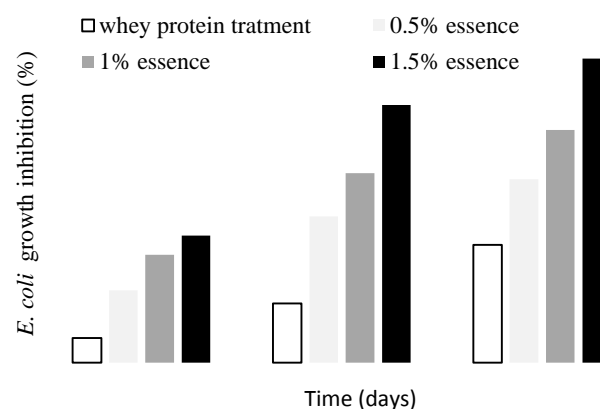 whey protein tratment
0.5% essence
1% essence
1.5% essence
E. coli growth inhibition (%)
Time (days)